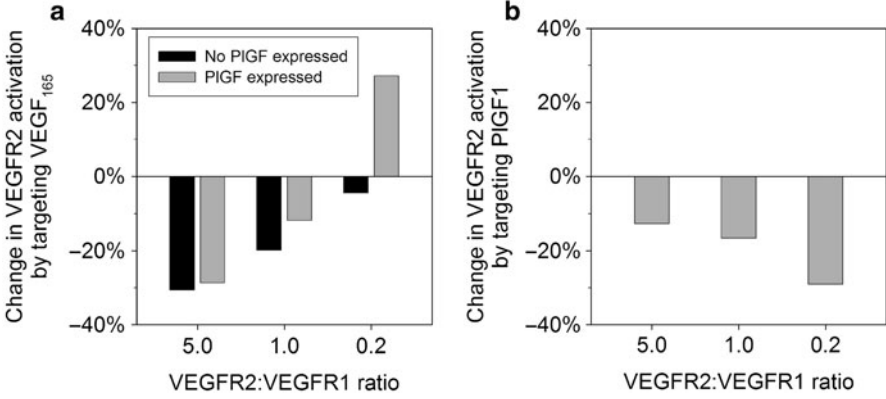 a
Change in VEGFR2 activation
by targeting VEGF165
40%
20%
0%
−20%
−40%
No PlGF expressed
PlGF expressed
5.0 1.0 0.2
VEGFR2:VEGFR1 ratio
b
Change in VEGFR2 activation
by targeting PlGF1
40%
20%
0%
−20%
−40%
5.0 1.0 0.2
VEGFR2:VEGFR1 ratio